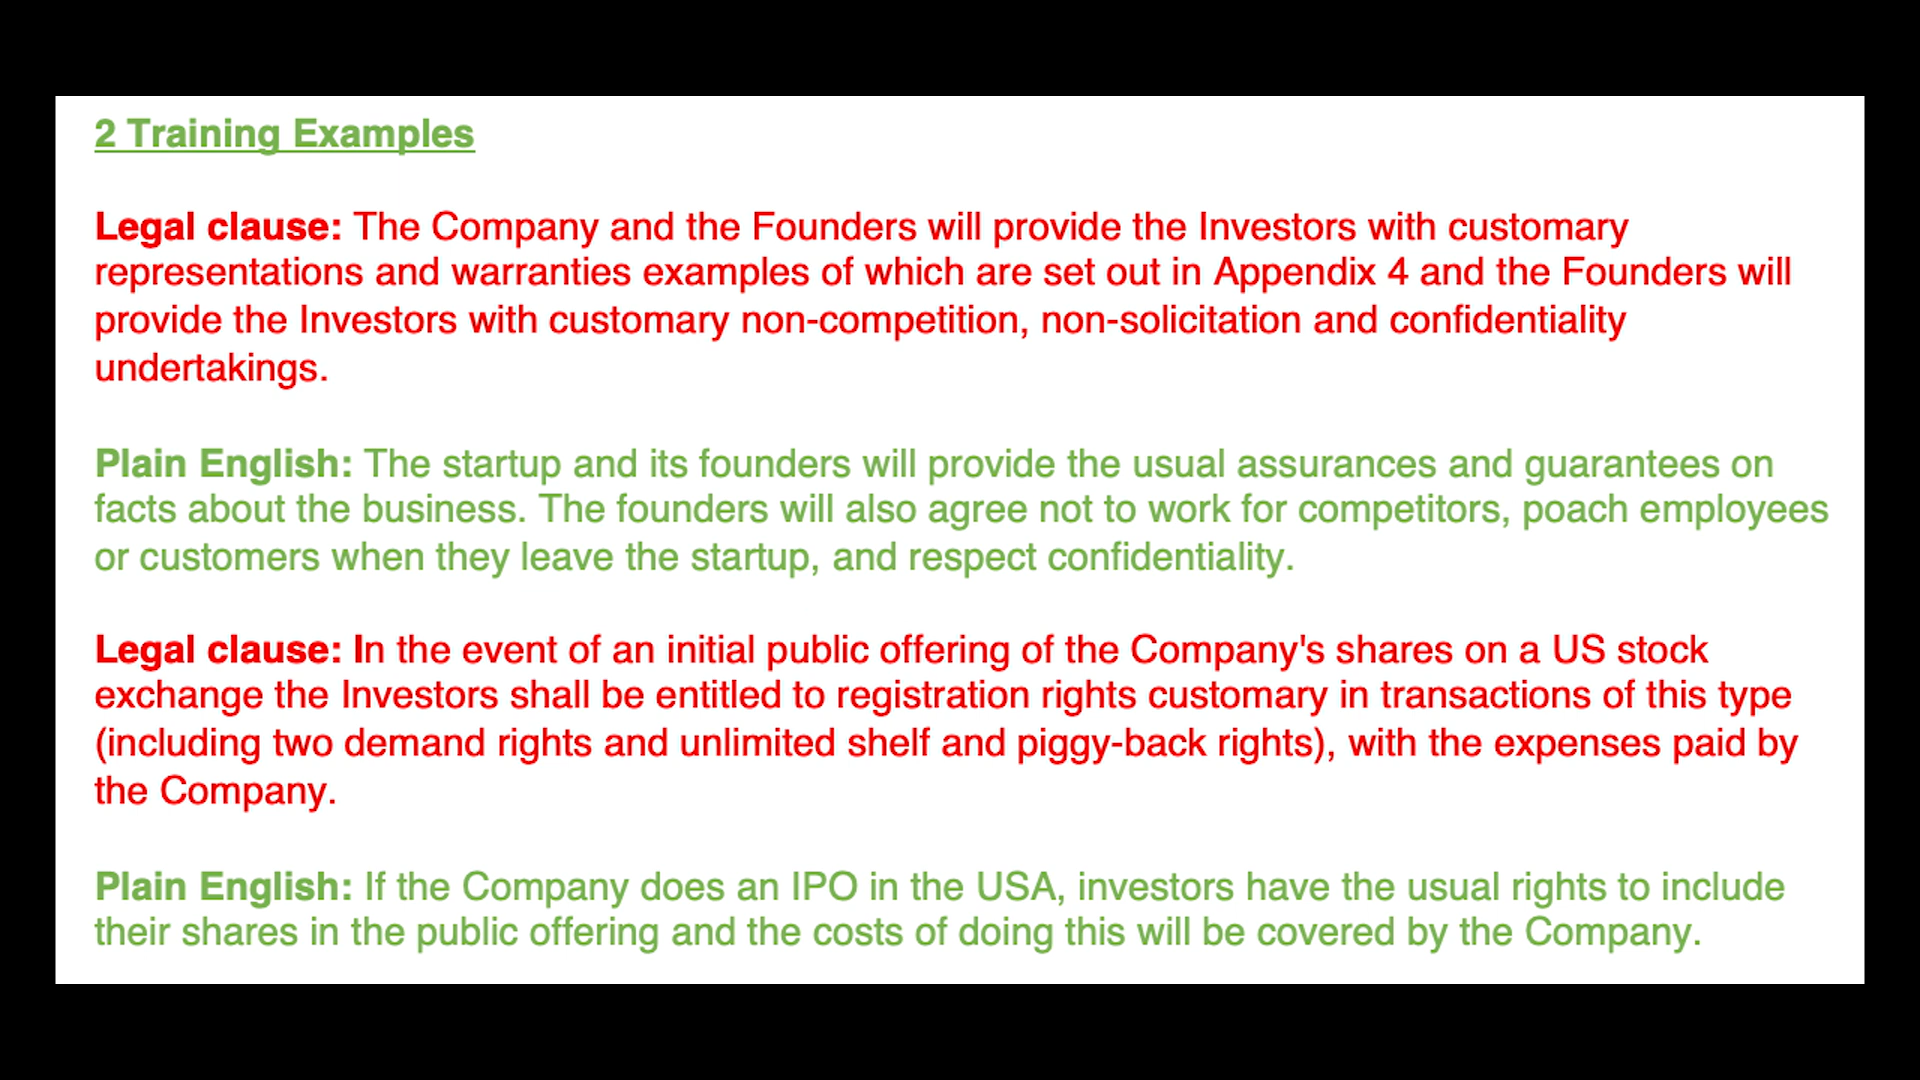 2 Training Examples
Legal clause: The Company and the Founders will provide the Investors with customary
representations and warranties examples of which are set out in Appendix 4 and the Founders will
provide the Investors with customary non-competition, non-solicitation and confidentiality
undertakings.
Plain English: The startup and its founders will provide the usual assurances and guarantees on
facts about the business. The founders will also agree not to work for competitors, poach employees
or customers when they leave the startup, and respect confidentiality.
Legal clause: In the event of an initial public offering of the Company's shares on a US stock
exchange the Investors shall be entitled to registration rights customary in transactions of this type
(including two demand rights and unlimited shelf and piggy-back rights), with the expenses paid by
the Company.
Plain English: If the Company does an IPO in the USA, investors have the usual rights to include
their shares in the public offering and the costs of doing this will be covered by the Company.